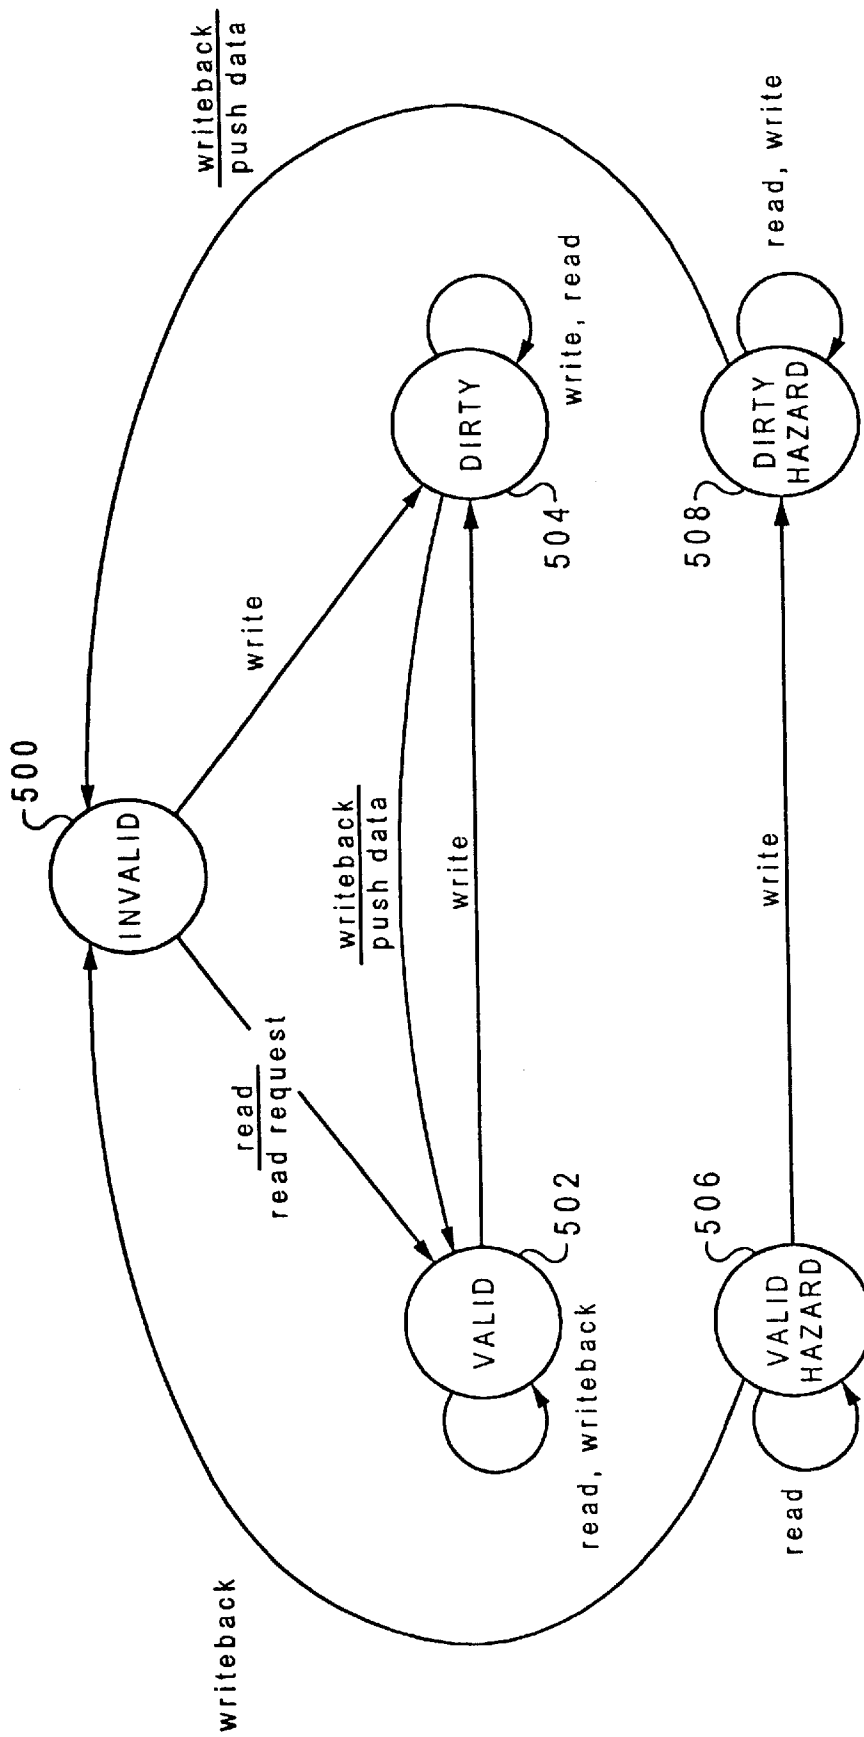 500
INVALID
writeback
writeback
push data
write
read
read request
writeback
push data
write
VALID
502
read, writeback
DIRTY
504
write, read
write
VALID
HAZARD
506
read
DIRTY
HAZARD
508
read, write